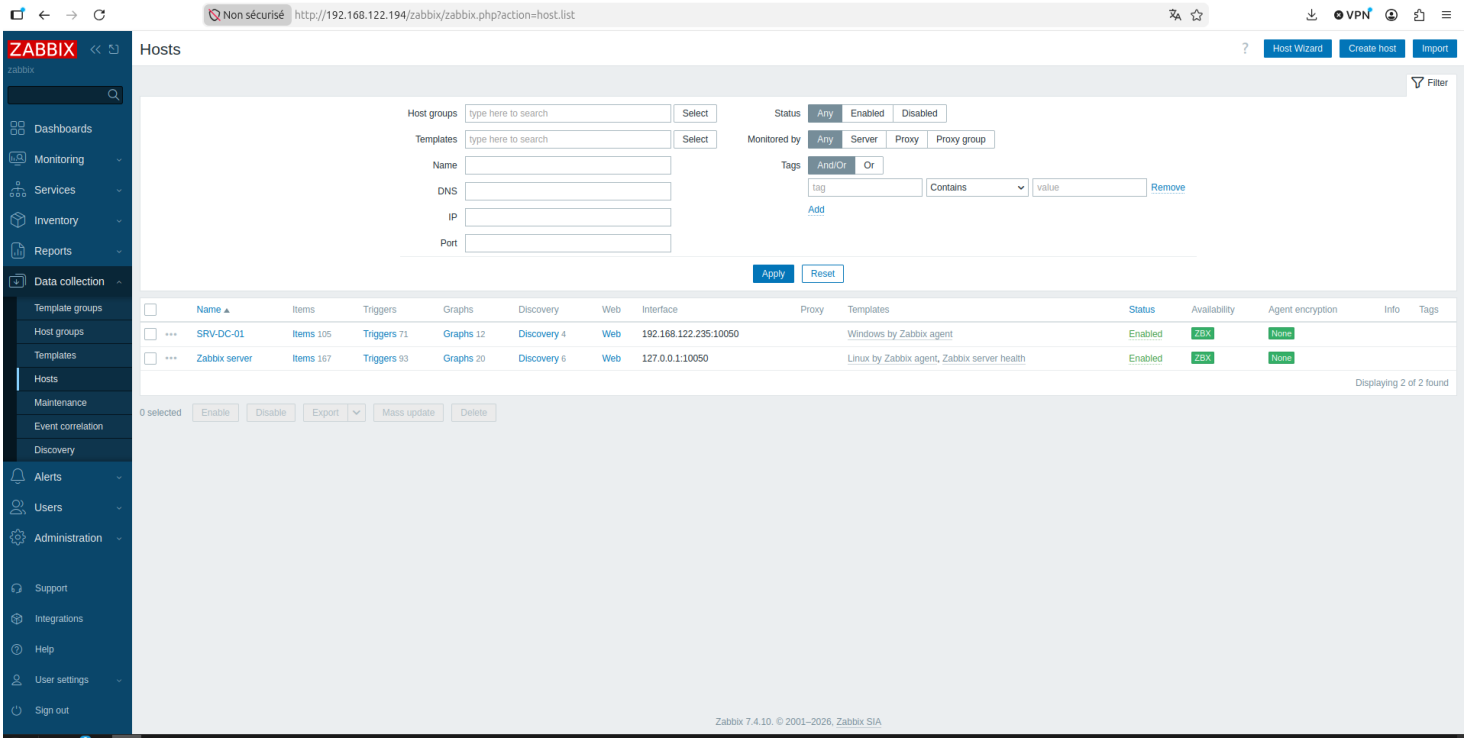 Non sécurisé http://192.168.122.194/zabbix/zabbix.php?action=host.list VPN
ZABBIX
zabbix
Dashboards
Monitoring
Services
Inventory
Reports
Data collection
Template groups
Host groups
Templates
Hosts
Maintenance
Event correlation
Discovery
Alerts
Users
Administration
Support
Integrations
Help
User settings
Sign out
Hosts ? Host Wizard Create host Import
Filter
Host groups type here to search Select Status Any Enabled Disabled
Templates type here to search Select Monitored by Any Server Proxy Proxy group
Name Tags And/Or Or
DNS tag Contains value Remove
IP Add
Port
Apply Reset
Name Items Triggers Graphs Discovery Web Interface Proxy Templates Status Availability Agent encryption Info Tags
SRV-DC-01 Items 105 Triggers 71 Graphs 12 Discovery 4 Web 192.168.122.235:10050 Windows by Zabbix agent Enabled ZBX None
Zabbix server Items 167 Triggers 93 Graphs 20 Discovery 6 Web 127.0.0.1:10050 Linux by Zabbix agent, Zabbix server health Enabled ZBX None
Displaying 2 of 2 found
0 selected Enable Disable Export Mass update Delete
Zabbix 7.4.10. © 2001–2026, Zabbix SIA